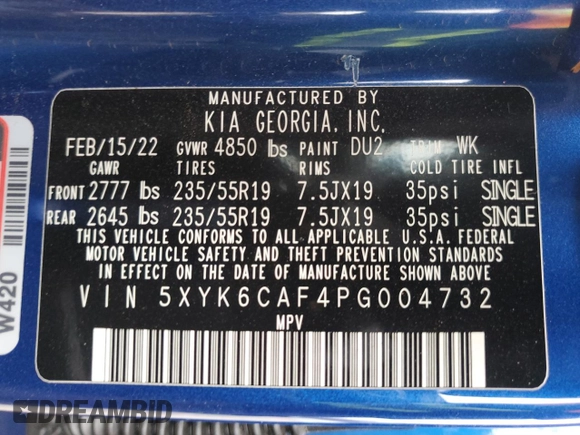 MANUFACTURED BY
KIA GEORGIA, INC.
FEB/15/22 GVWR 4850 lbs PAINT DU2 TRIM WK
GAWR TIRES RIMS COLD TIRE INFL
FRONT 2777 lbs 235/55R19 7.5JX19 35psi SINGLE
REAR 2645 lbs 235/55R19 7.5JX19 35psi SINGLE
THIS VEHICLE CONFORMS TO ALL APPLICABLE U.S.A. FEDERAL
MOTOR VEHICLE SAFETY AND THEFT PREVENTION STANDARDS
IN EFFECT ON THE DATE OF MANUFACTURE SHOWN ABOVE.
VIN 5XYK6CAF4PG004732
MPV
W420
DREAMBID